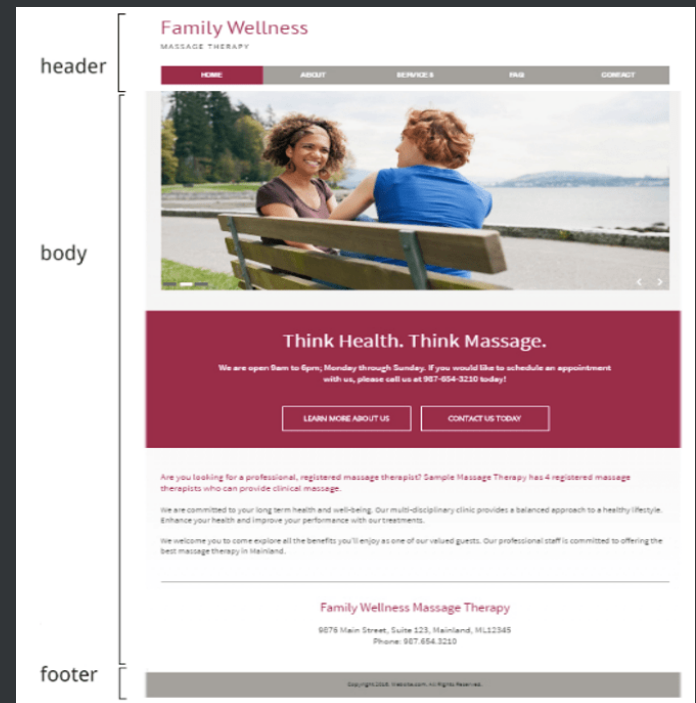 Family Wellness
MASSAGE THERAPY
header
HOME ABOUT SERVICES FAQ CONTACT
body
Think Health. Think Massage.
We are open 9am to 6pm; Monday through Sunday. If you would like to schedule an appointment
with us, please call us at 987-654-3210 today!
LEARN MORE ABOUT US CONTACT US TODAY
Are you looking for a professional, registered massage therapist? Sample Massage Therapy has 4 registered massage
therapists who can provide clinical massage.
We are committed to your long term health and well-being. Our multi-disciplinary clinic provides a balanced approach to a healthy lifestyle.
Enhance your health and improve your performance with our treatments.
We welcome you to come explore all the benefits you'll enjoy as one of our valued guests. Our professional staff is committed to offering the
best massage therapy in Mainland.
Family Wellness Massage Therapy
9876 Main Street, Suite 123, Mainland, ML12345
Phone: 987.654.3210
footer
Copyright 2018. Website.com. All Rights Reserved.